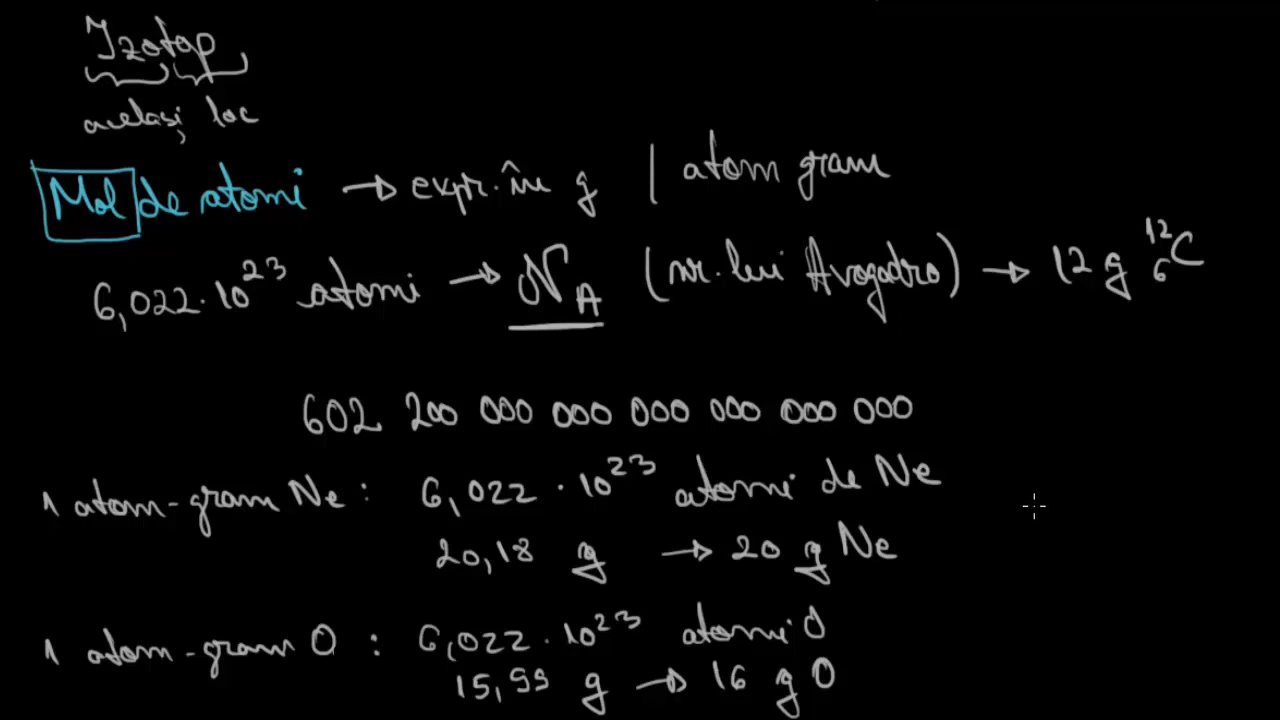 Izotop
același loc
Mol de atomi → expr. în g | atom gram
6,022·10²³ atomi → N_A (nr. lui Avogadro) → 12 g ¹²₆C
602 200 000 000 000 000 000 000
1 atom-gram Ne : 6,022 · 10²³ atomi de Ne
20,18 g → 20 g Ne
1 atom-gram O : 6,022 · 10²³ atomi O
15,99 g → 16 g O